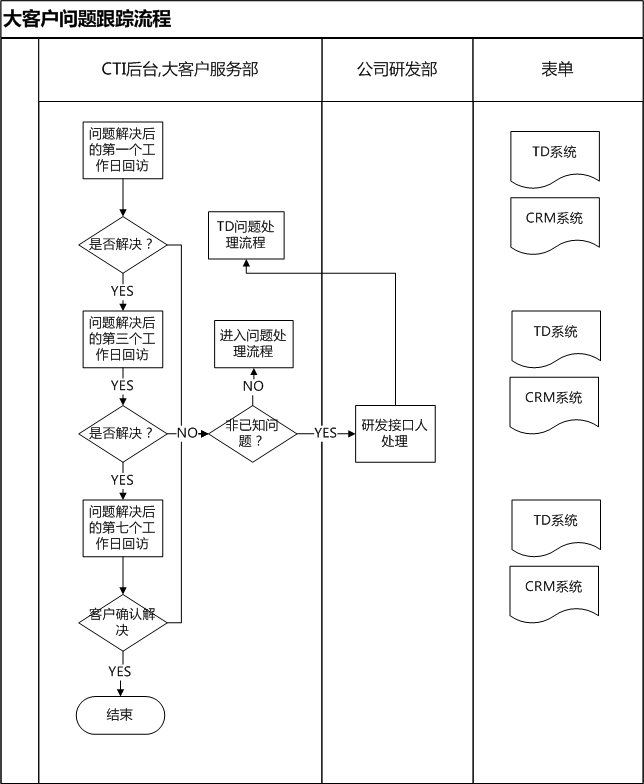 大客户问题跟踪流程
CTI后台,大客户服务部
公司研发部
表单
问题解决后
的第一个工
作日回访
TD系统
CRM系统
是否解决？
TD问题处
理流程
YES
问题解决后
的第三个工
作日回访
进入问题处
理流程
TD系统
YES
NO
CRM系统
是否解决？
NO
非已知问
题？
YES
研发接口人
处理
YES
问题解决后
的第七个工
作日回访
TD系统
CRM系统
客户确认解
决
YES
结束